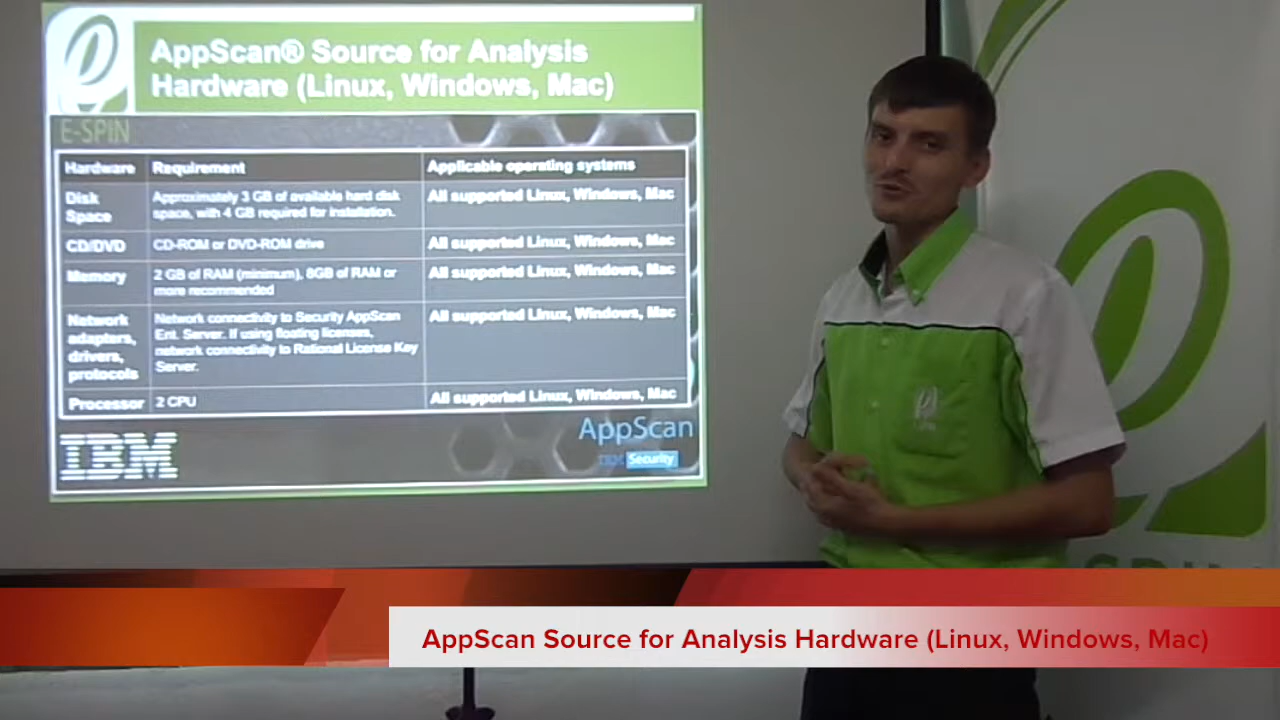 AppScan® Source for Analysis
Hardware (Linux, Windows, Mac)
E-SPIN
Hardware Requirement Applicable operating systems
Disk
Space
Approximately 3 GB of available hard disk
space, with 4 GB required for installation.
All supported Linux, Windows, Mac
CD/DVD
CD-ROM or DVD-ROM drive
All supported Linux, Windows, Mac
Memory
2 GB of RAM (minimum), 8GB of RAM or
more recommended
All supported Linux, Windows, Mac
Network
adapters,
drivers,
protocols
Network connectivity to Security AppScan
Ent. Server. If using floating licenses,
network connectivity to Rational License Key
Server.
All supported Linux, Windows, Mac
Processor
2 CPU
All supported Linux, Windows, Mac
IBM
AppScan
Security
AppScan Source for Analysis Hardware (Linux, Windows, Mac)